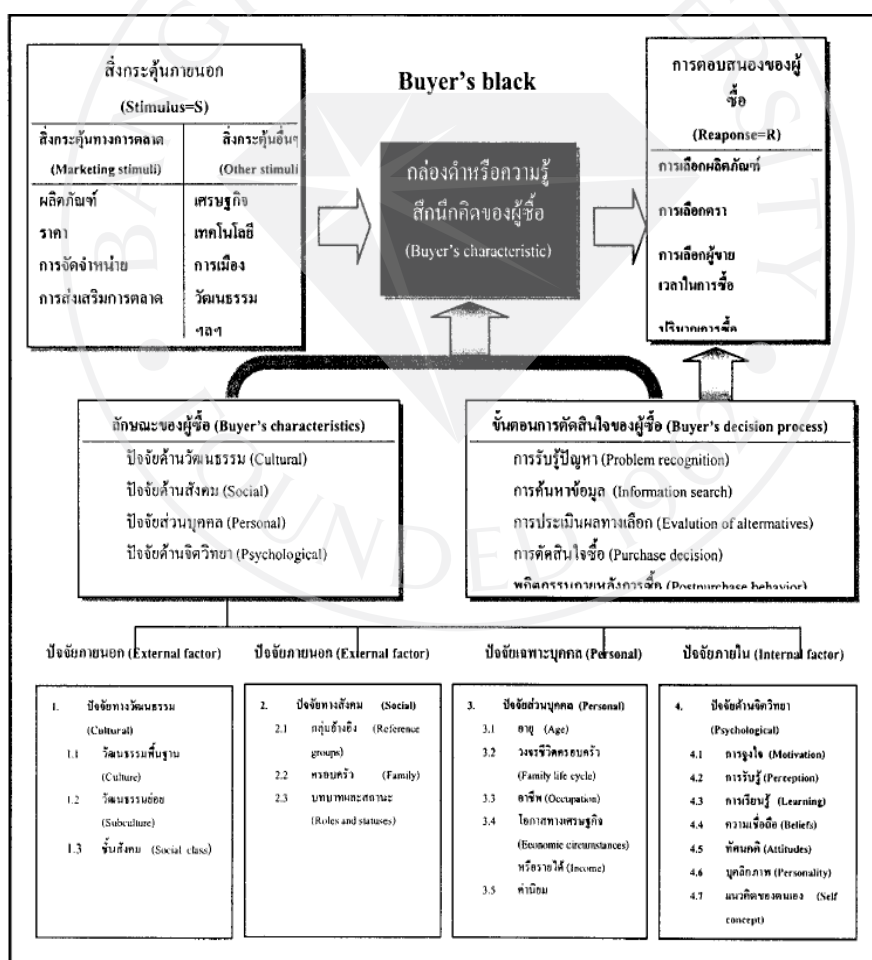 สิ่งกระตุ้นภายนอก
(Stimulus=S)
สิ่งกระตุ้นทางการตลาด
(Marketing stimuli)
ผลิตภัณฑ์
ราคา
การจัดจำหน่าย
การส่งเสริมการตลาด
สิ่งกระตุ้นอื่นๆ
(Other stimuli
เศรษฐกิจ
เทคโนโลยี
การเมือง
วัฒนธรรม
ฯลฯ
Buyer's black
กล่องดำหรือความรู้
สึกนึกคิดของผู้ซื้อ
(Buyer's characteristic)
การตอบสนองของผู้
ซื้อ
(Reaponse=R)
การเลือกผลิตภัณฑ์
การเลือกตรา
การเลือกผู้ขาย
เวลาในการซื้อ
ปริมาณการซื้อ
ลักษณะของผู้ซื้อ (Buyer's characteristics)
ปัจจัยด้านวัฒนธรรม (Cultural)
ปัจจัยด้านสังคม (Social)
ปัจจัยส่วนบุคคล (Personal)
ปัจจัยด้านจิตวิทยา (Psychological)
ขั้นตอนการตัดสินใจของผู้ซื้อ (Buyer's decision process)
การรับรู้ปัญหา (Problem recognition)
การค้นหาข้อมูล (Information search)
การประเมินผลทางเลือก (Evalution of altermatives)
การตัดสินใจซื้อ (Purchase decision)
พฤติกรรมภายหลังการซื้อ (Postpurchase behavior)
ปัจจัยภายนอก (External factor)
1. ปัจจัยทางวัฒนธรรม
(Cultural)
1.1 วัฒนธรรมพื้นฐาน
(Culture)
1.2 วัฒนธรรมย่อย
(Subculture)
1.3 ชั้นสังคม (Social class)
ปัจจัยภายนอก (External factor)
2. ปัจจัยทางสังคม (Social)
2.1 กลุ่มอ้างอิง (Reference
groups)
2.2 ครอบครัว (Family)
2.3 บทบาทและสถานะ
(Roles and statuses)
ปัจจัยเฉพาะบุคคล (Personal)
3. ปัจจัยส่วนบุคคล (Personal)
3.1 อายุ (Age)
3.2 วงจรชีวิตครอบครัว
(Family life cycle)
3.3 อาชีพ (Occupation)
3.4 โอกาสทางเศรษฐกิจ
(Economic circumstances)
หรือรายได้ (Income)
3.5 ค่านิยม
ปัจจัยภายใน (Internal factor)
4. ปัจจัยด้านจิตวิทยา
(Psychological)
4.1 การจูงใจ (Motivation)
4.2 การรับรู้ (Perception)
4.3 การเรียนรู้ (Learning)
4.4 ความเชื่อถือ (Beliefs)
4.5 ทัศนคติ (Attitudes)
4.6 บุคลิกภาพ (Personality)
4.7 แนวคิดของตนเอง (Self
concept)